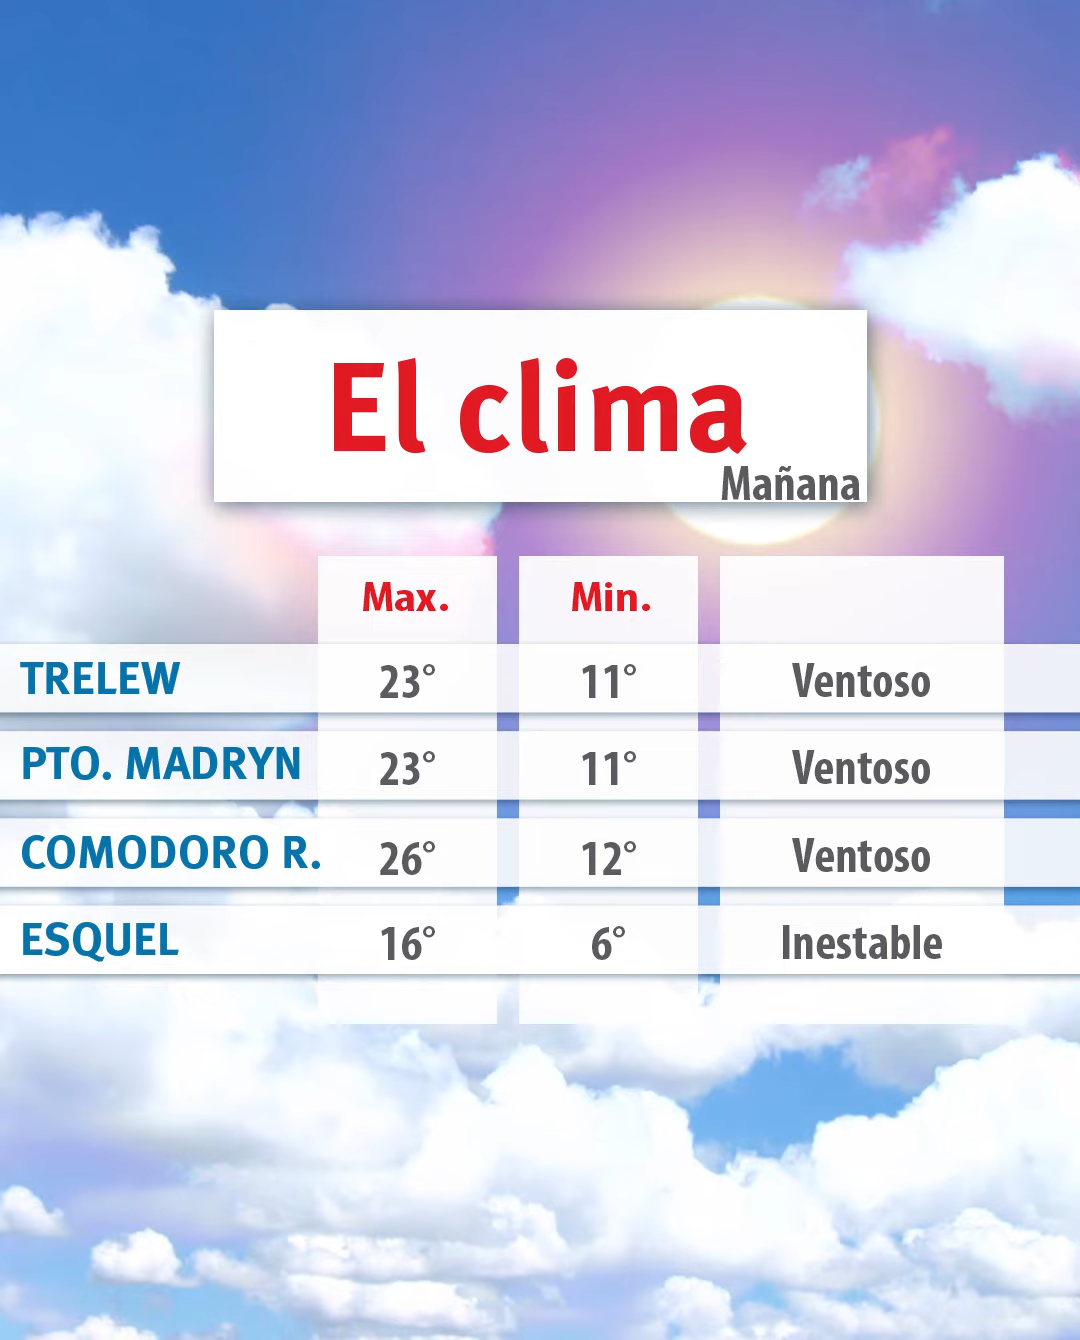 El clima
Mañana
Max. Min.
TRELEW 23° 11° Ventoso
PTO. MADRYN 23° 11° Ventoso
COMODORO R. 26° 12° Ventoso
ESQUEL 16° 6° Inestable